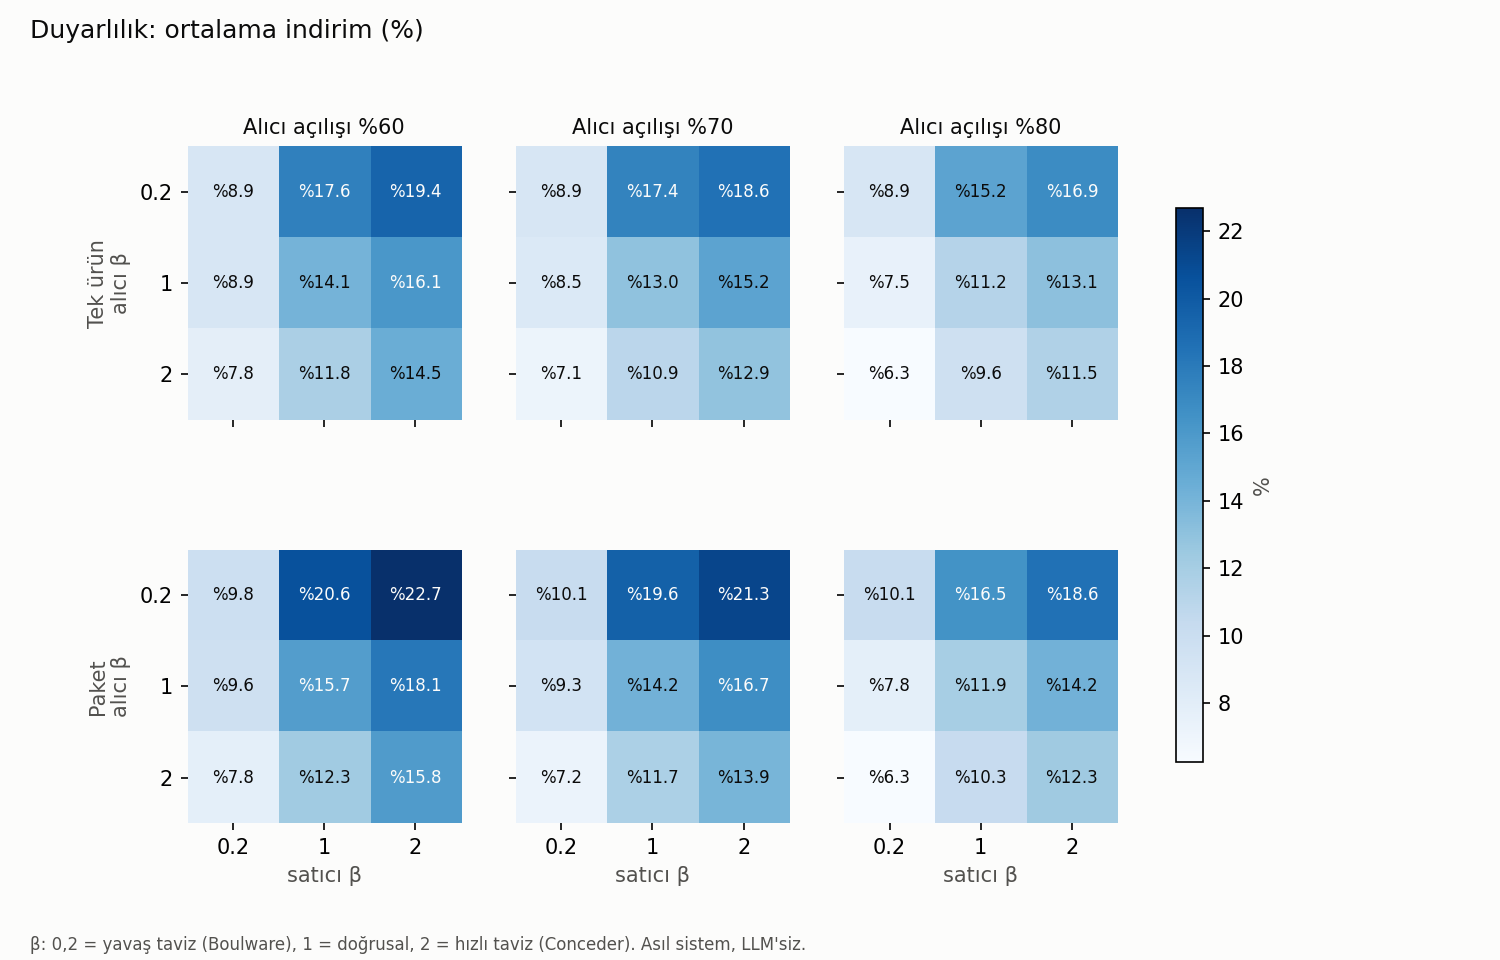 Duyarlılık: ortalama indirim (%)
Alıcı açılışı %60
Alıcı açılışı %70
Alıcı açılışı %80
Tek ürün
alıcı β
0.2
%8.9 %17.6 %19.4
%8.9 %17.4 %18.6
%8.9 %15.2 %16.9
1
%8.9 %14.1 %16.1
%8.5 %13.0 %15.2
%7.5 %11.2 %13.1
2
%7.8 %11.8 %14.5
%7.1 %10.9 %12.9
%6.3 %9.6 %11.5
Paket
alıcı β
0.2
%9.8 %20.6 %22.7
%10.1 %19.6 %21.3
%10.1 %16.5 %18.6
1
%9.6 %15.7 %18.1
%9.3 %14.2 %16.7
%7.8 %11.9 %14.2
2
%7.8 %12.3 %15.8
%7.2 %11.7 %13.9
%6.3 %10.3 %12.3
0.2 1 2
0.2 1 2
0.2 1 2
satıcı β
satıcı β
satıcı β
22
20
18
16
14
12
10
8
%
β: 0,2 = yavaş taviz (Boulware), 1 = doğrusal, 2 = hızlı taviz (Conceder). Asıl sistem, LLM'siz.